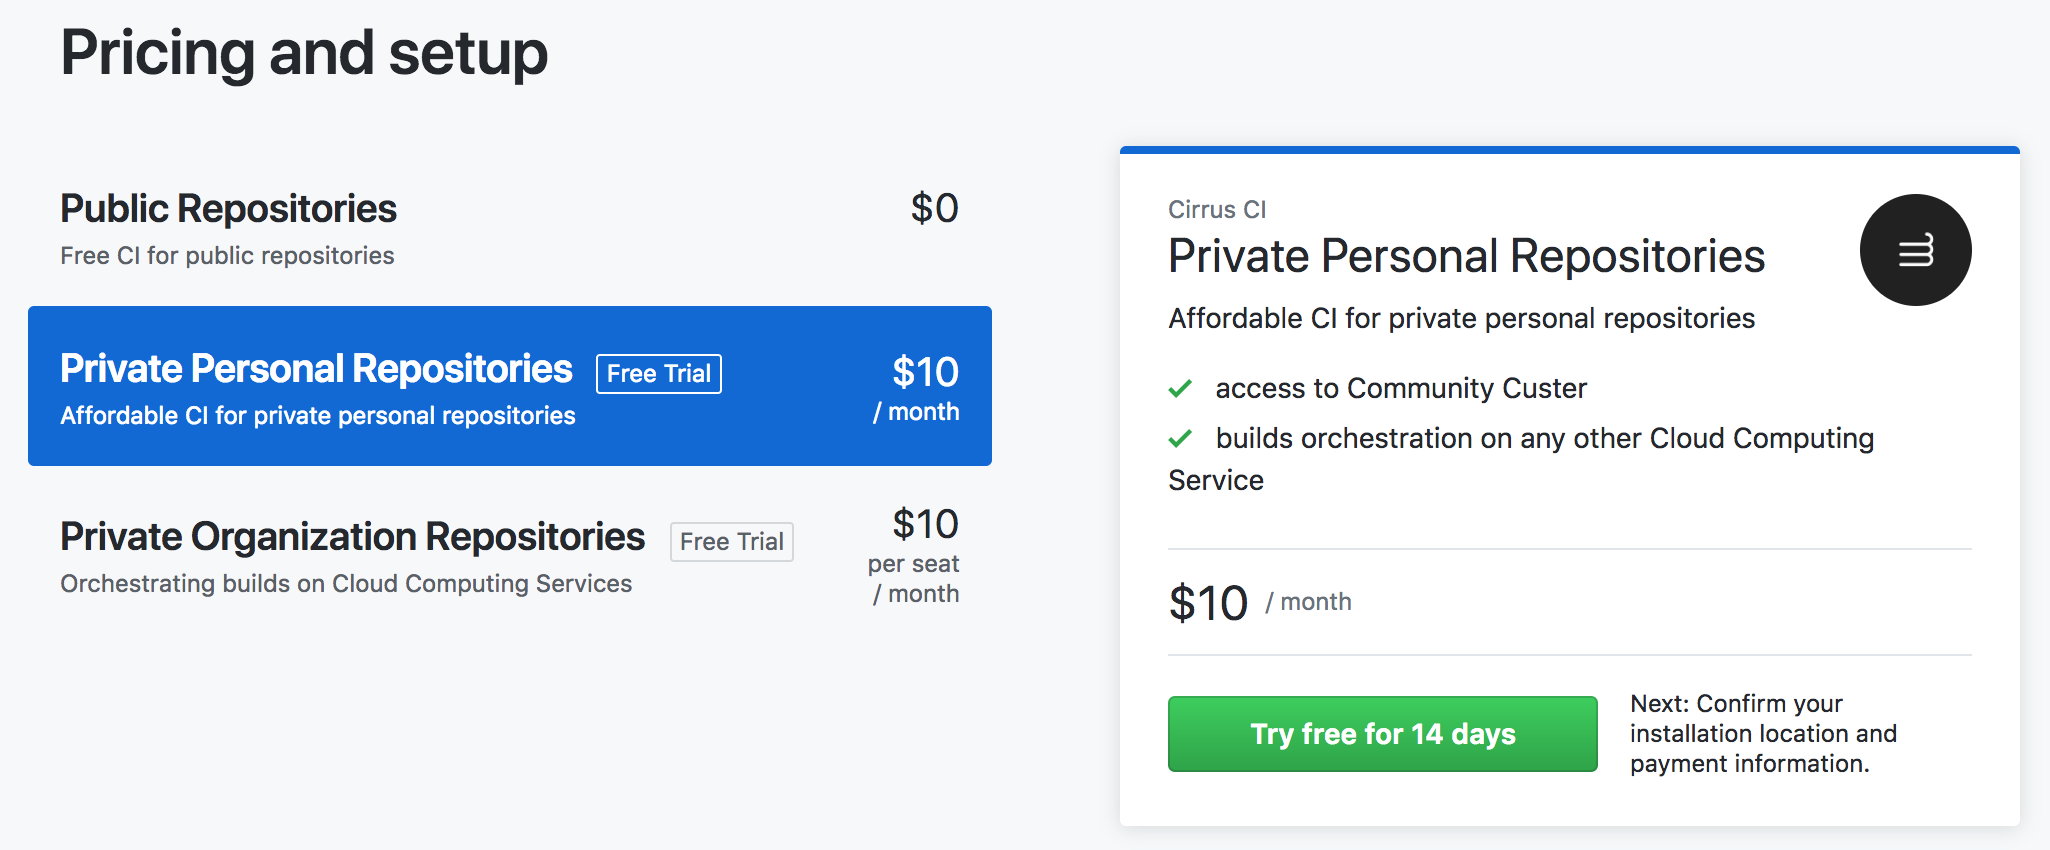 Pricing and setup
Public Repositories
$0
Free CI for public repositories
Private Personal Repositories
Free Trial
$10
/ month
Affordable CI for private personal repositories
Private Organization Repositories
Free Trial
$10
per seat
/ month
Orchestrating builds on Cloud Computing Services
Cirrus CI
Private Personal Repositories
Affordable CI for private personal repositories
access to Community Custer
builds orchestration on any other Cloud Computing
Service
$10 / month
Try free for 14 days
Next: Confirm your
installation location and
payment information.